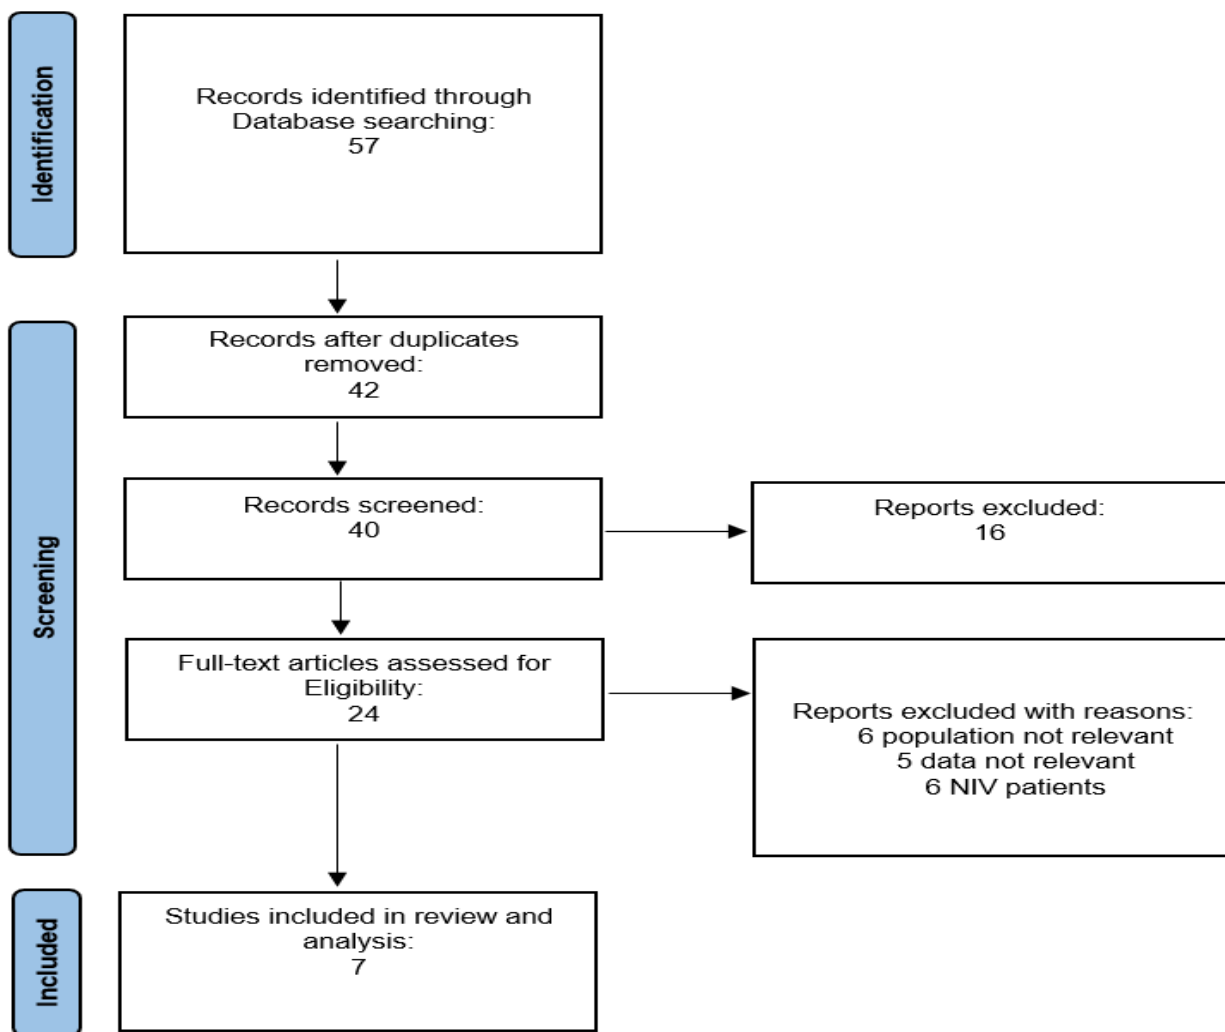 Identification
Records identified through
Database searching:
57
Screening
Records after duplicates
removed:
42
Records screened:
40
Reports excluded:
16
Full-text articles assessed for
Eligibility:
24
Reports excluded with reasons:
6 population not relevant
5 data not relevant
6 NIV patients
Included
Studies included in review and
analysis:
7